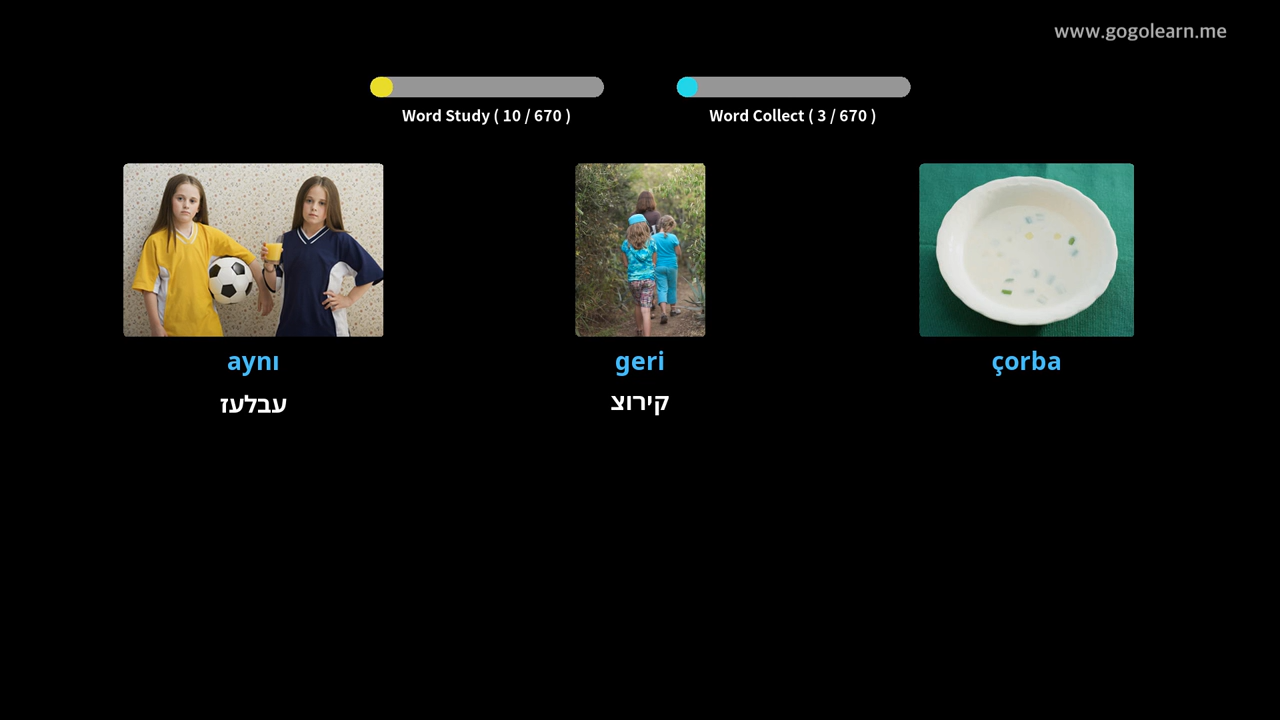 www.gogolearn.me
Word Study ( 10 / 670 )
Word Collect ( 3 / 670 )
aynı
geri
çorba
עבלעז
קירוצ